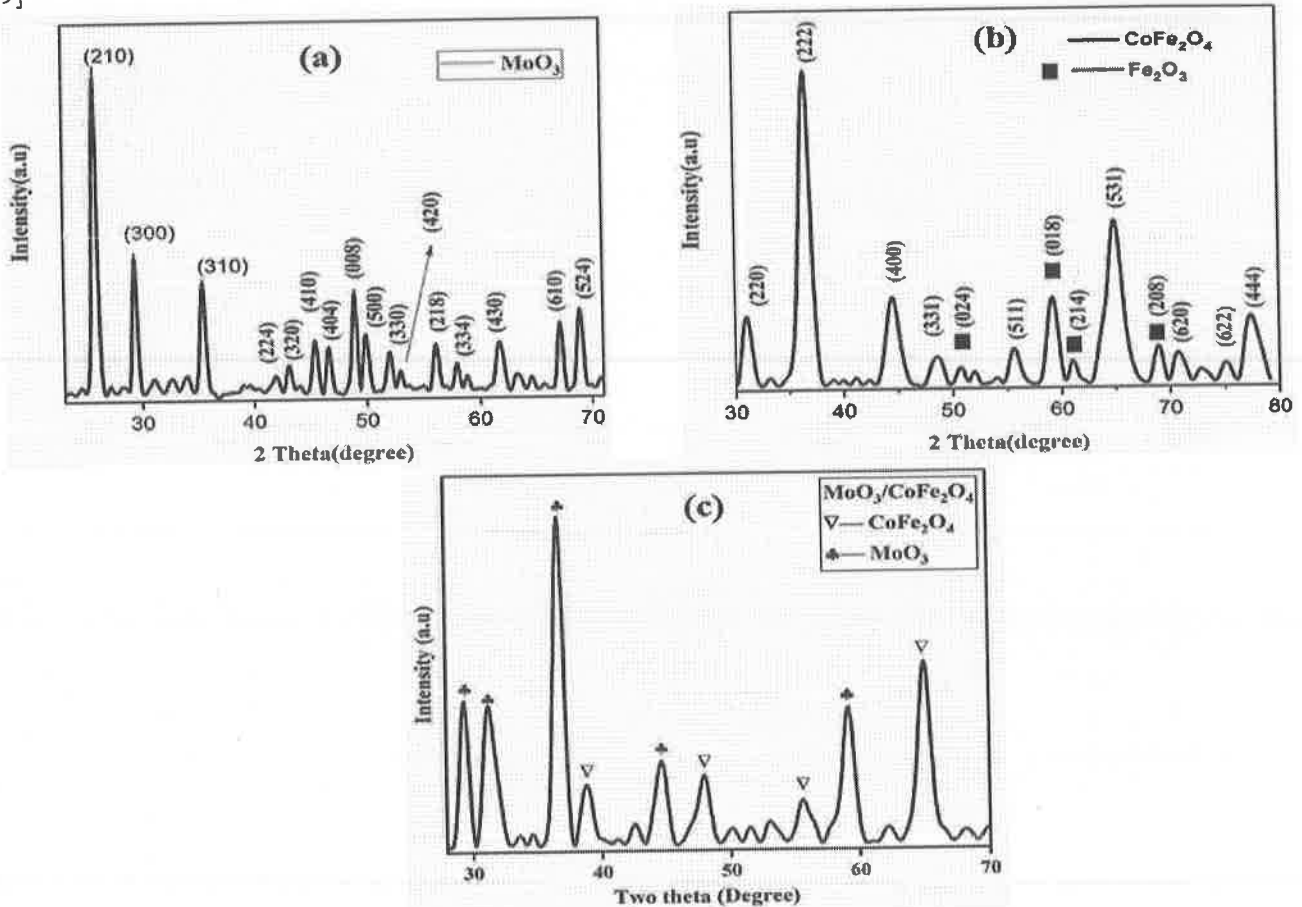 (a)
MoO₃
(210)
(300)
(310)
(224)
(320)
(410)
(404)
(008)
(500)
(330)
(420)
(218)
(334)
(430)
(610)
(524)
Intensity(a.u)
30 40 50 60 70
2 Theta(degree)
(b)
CoFe₂O₄
■ Fe₂O₃
(220)
(222)
(400)
(331)
■ (024)
(511)
■ (018)
■ (214)
(531)
■ (208)
(620)
(622)
(444)
Intensity(a.u)
30 40 50 60 70 80
2 Theta(degree)
(c)
MoO₃/CoFe₂O₄
▽— CoFe₂O₄
♣— MoO₃
Intensity (a.u)
30 40 50 60 70
Two theta (Degree)